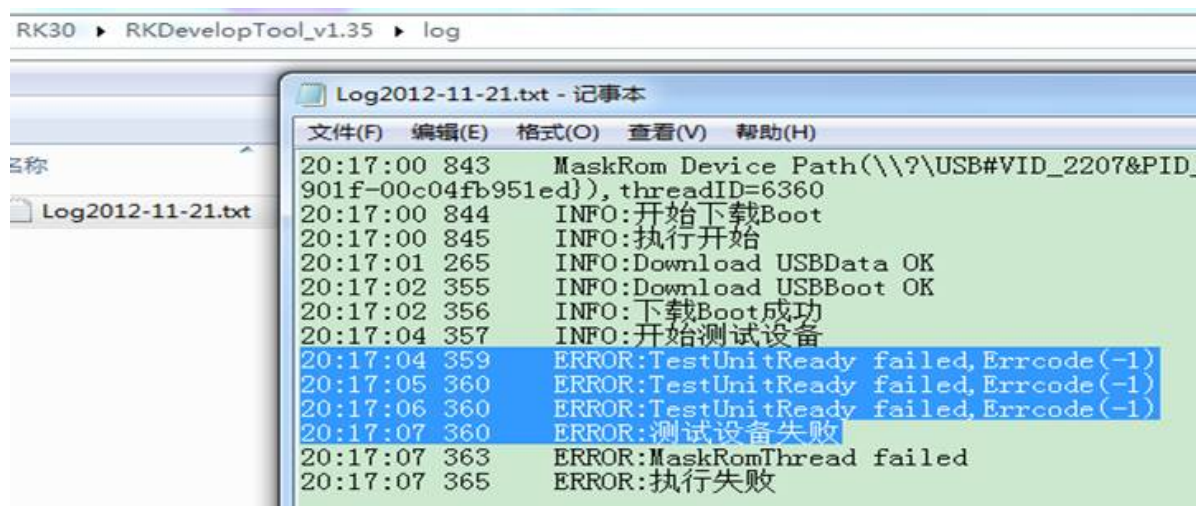 RK30 ▸ RKDevelopTool_v1.35 ▸ log
Log2012-11-21.txt - 记事本
文件(F) 编辑(E) 格式(O) 查看(V) 帮助(H)
名称
Log2012-11-21.txt
20:17:00 843 MaskRom Device Path(\\?\USB#VID_2207&PID_
901f-00c04fb951ed}),threadID=6360
20:17:00 844 INFO:开始下载Boot
20:17:00 845 INFO:执行开始
20:17:01 265 INFO:Download USBData OK
20:17:02 355 INFO:Download USBBoot OK
20:17:02 356 INFO:下载Boot成功
20:17:04 357 INFO:开始测试设备
20:17:04 359 ERROR:TestUnitReady failed,Errcode(-1)
20:17:05 360 ERROR:TestUnitReady failed,Errcode(-1)
20:17:06 360 ERROR:TestUnitReady failed,Errcode(-1)
20:17:07 360 ERROR:测试设备失败
20:17:07 363 ERROR:MaskRomThread failed
20:17:07 365 ERROR:执行失败